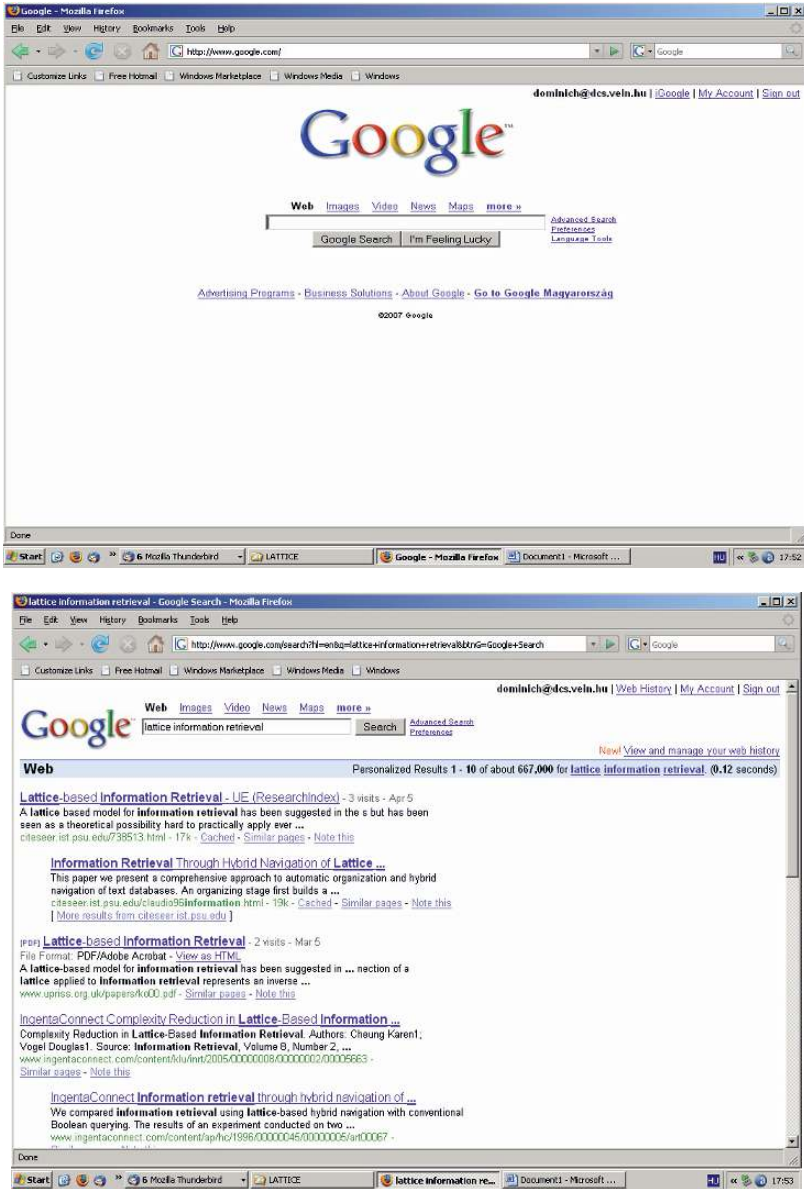 Google - Mozilla Firefox
File Edit View History Bookmarks Tools Help
http://www.google.com/ Google
Customize Links Free Hotmail Windows Marketplace Windows Media Windows
dominich@dcs.vein.hu | iGoogle | My Account | Sign out
Google™
Web Images Video News Maps more »
Advanced Search
Preferences
Language Tools
Google Search I'm Feeling Lucky
Advertising Programs - Business Solutions - About Google - Go to Google Magyarország
©2007 Google
Done
Start » 6 Mozilla Thunderbird LATTICE Google - Mozilla Firefox Document1 - Microsoft ... HU « 17:52
lattice information retrieval - Google Search - Mozilla Firefox
File Edit View History Bookmarks Tools Help
http://www.google.com/search?hl=en&q=lattice+information+retrieval&btnG=Google+Search Google
Customize Links Free Hotmail Windows Marketplace Windows Media Windows
dominich@dcs.vein.hu | Web History | My Account | Sign out
Google
Web Images Video News Maps more »
lattice information retrieval Search Advanced Search
Preferences
New! View and manage your web history
Web Personalized Results 1 - 10 of about 667,000 for lattice information retrieval. (0.12 seconds)
Lattice-based Information Retrieval - UE (ResearchIndex) - 3 visits - Apr 5
A lattice based model for information retrieval has been suggested in the s but has been
seen as a theoretical possibility hard to practically apply ever ...
citeseer.ist.psu.edu/738513.html - 17k - Cached - Similar pages - Note this
Information Retrieval Through Hybrid Navigation of Lattice ...
This paper we present a comprehensive approach to automatic organization and hybrid
navigation of text databases. An organizing stage first builds a ...
citeseer.ist.psu.edu/claudio96information.html - 19k - Cached - Similar pages - Note this
[ More results from citeseer.ist.psu.edu ]
[PDF] Lattice-based Information Retrieval - 2 visits - Mar 5
File Format: PDF/Adobe Acrobat - View as HTML
A lattice-based model for information retrieval has been suggested in ... nection of a
lattice applied to information retrieval represents an inverse ...
www.upriss.org.uk/papers/ko00.pdf - Similar pages - Note this
IngentaConnect Complexity Reduction in Lattice-Based Information ...
Complexity Reduction in Lattice-Based Information Retrieval. Authors: Cheung Karen1;
Vogel Douglas1. Source: Information Retrieval, Volume 8, Number 2, ...
www.ingentaconnect.com/content/klu/inrt/2005/00000008/00000002/00005663 -
Similar pages - Note this
IngentaConnect Information retrieval through hybrid navigation of ...
We compared information retrieval using lattice-based hybrid navigation with conventional
Boolean querying. The results of an experiment conducted on two ...
www.ingentaconnect.com/content/ap/hc/1996/00000045/00000005/art00067 -
Done
Start » 6 Mozilla Thunderbird LATTICE lattice information re... Document1 - Microsoft ... HU « 17:53